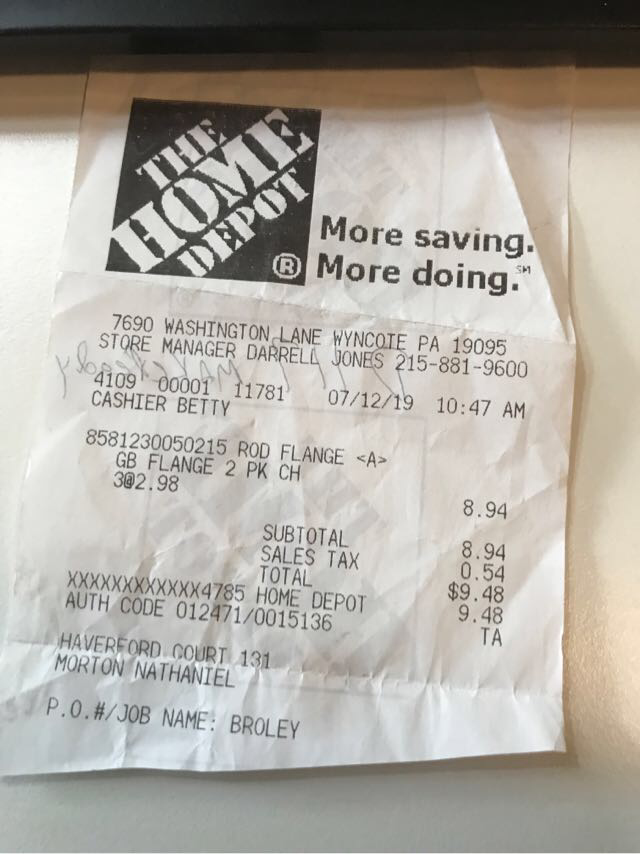 THE
HOME
DEPOT
®
More saving.
More doing.℠
7690 WASHINGTON LANE WYNCOTE PA 19095
STORE MANAGER DARRELL JONES 215-881-9600
4109 00001 11781 07/12/19 10:47 AM
CASHIER BETTY
8581230050215 ROD FLANGE <A>
GB FLANGE 2 PK CH
3@2.98 8.94
SUBTOTAL 8.94
SALES TAX 0.54
TOTAL $9.48
XXXXXXXXXXXX4785 HOME DEPOT 9.48
AUTH CODE 012471/0015136 TA
HAVERFORD COURT 131
MORTON NATHANIEL
P.O.#/JOB NAME: BROLEY